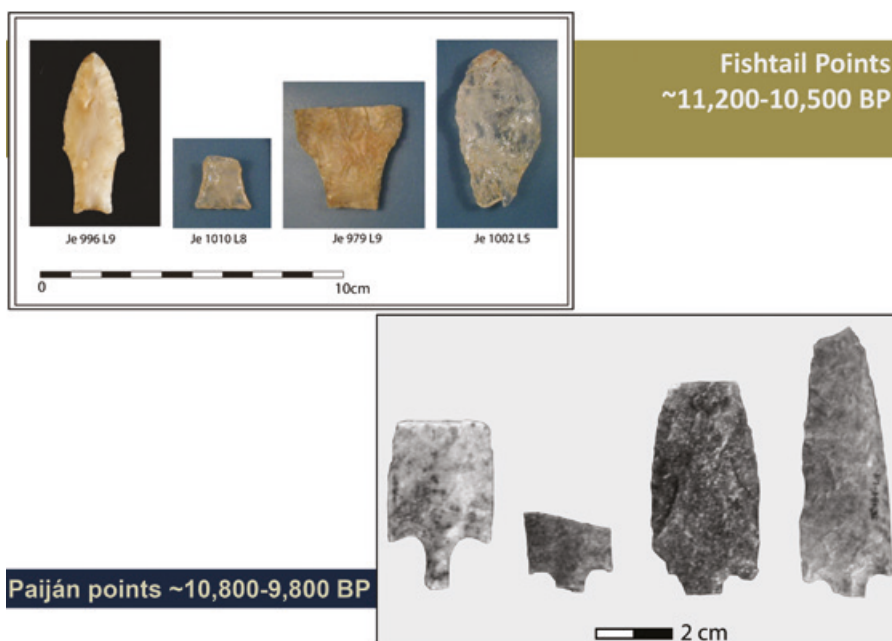 Fishtail Points
~11,200-10,500 BP
Je 996 L9
Je 1010 L8
Je 979 L9
Je 1002 L5
0
10cm
Paiján points ~10,800-9,800 BP
2 cm